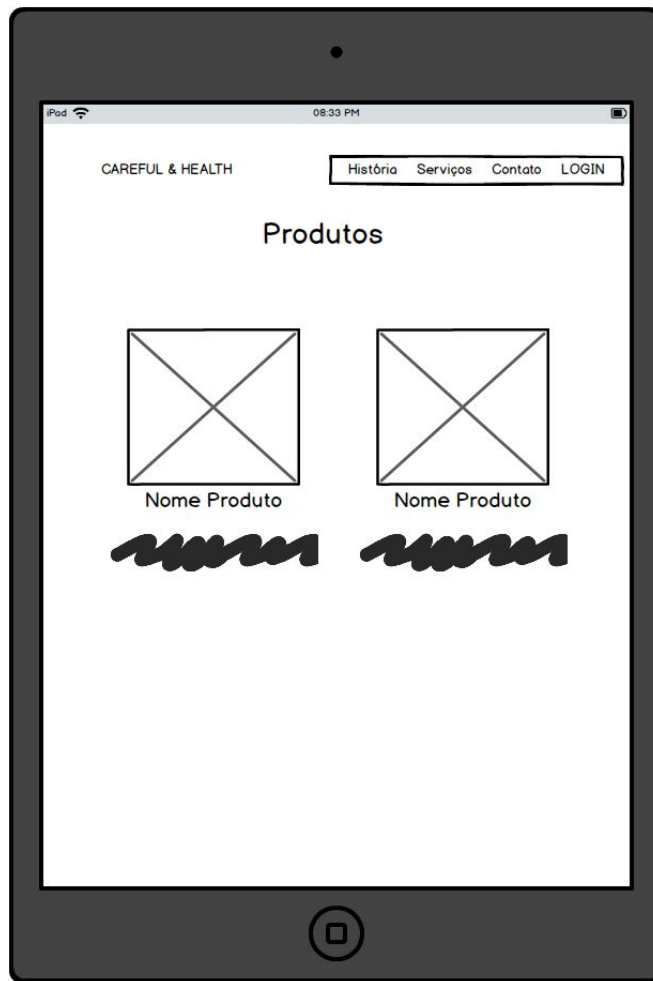 iPad 08:33 PM
CAREFUL & HEALTH História Serviços Contato LOGIN
Produtos
Nome Produto Nome Produto